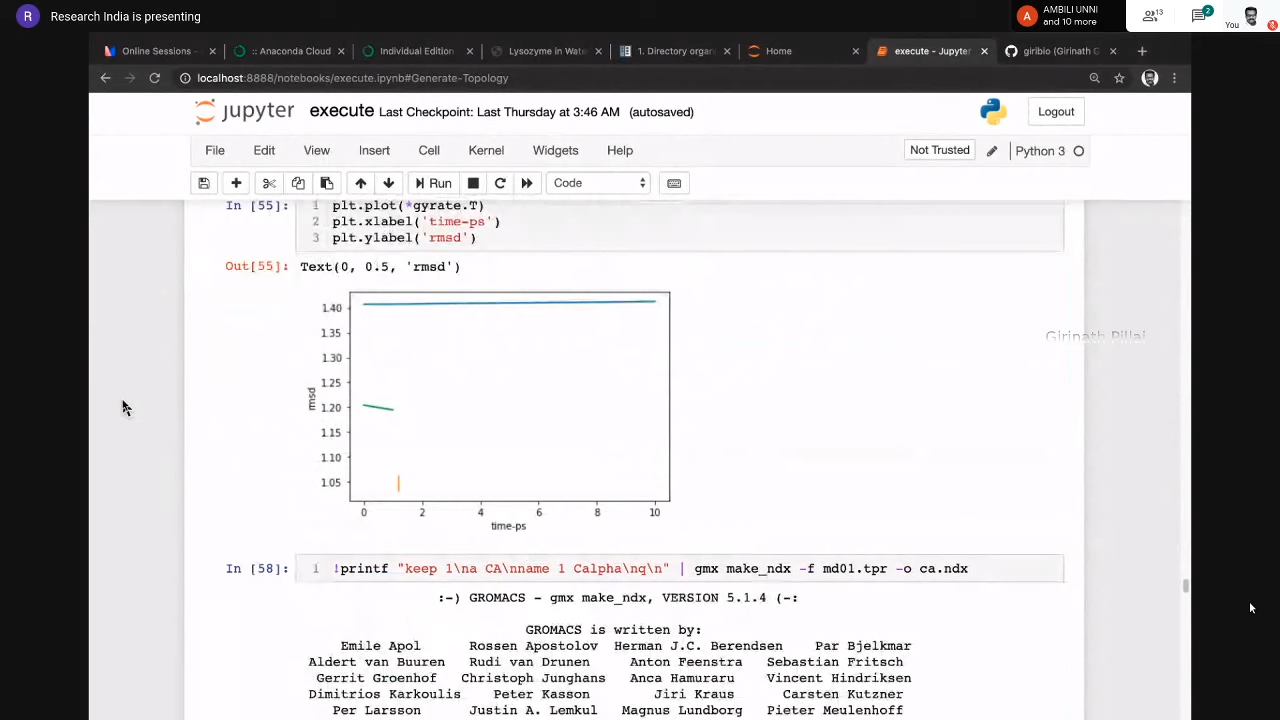 R Research India is presenting
A AMBILI UNNI and 10 more
13
2
You
Online Sessions -
:: Anaconda Cloud
Individual Edition
Lysozyme in Wate
1. Directory organ
Home
execute - Jupyter
giribio (Girinath G
localhost:8888/notebooks/execute.ipynb#Generate-Topology
jupyter execute Last Checkpoint: Last Thursday at 3:46 AM (autosaved)
Logout
File Edit View Insert Cell Kernel Widgets Help
Not Trusted
Python 3
Run
Code
In [55]: 1 plt.plot(*gyrate.T)
2 plt.xlabel('time-ps')
3 plt.ylabel('rmsd')
Out[55]: Text(0, 0.5, 'rmsd')
Girinath Pillai
1.40
1.35
1.30
1.25
1.20
1.15
1.10
1.05
rmsd
0 2 4 6 8 10
time-ps
In [58]: 1 !printf "keep 1\na CA\nname 1 Calpha\nq\n" | gmx make_ndx -f md01.tpr -o ca.ndx
:-) GROMACS - gmx make_ndx, VERSION 5.1.4 (-:
GROMACS is written by:
Emile Apol Rossen Apostolov Herman J.C. Berendsen Par Bjelkmar
Aldert van Buuren Rudi van Drunen Anton Feenstra Sebastian Fritsch
Gerrit Groenhof Christoph Junghans Anca Hamuraru Vincent Hindriksen
Dimitrios Karkoulis Peter Kasson Jiri Kraus Carsten Kutzner
Per Larsson Justin A. Lemkul Magnus Lundborg Pieter Meulenhoff